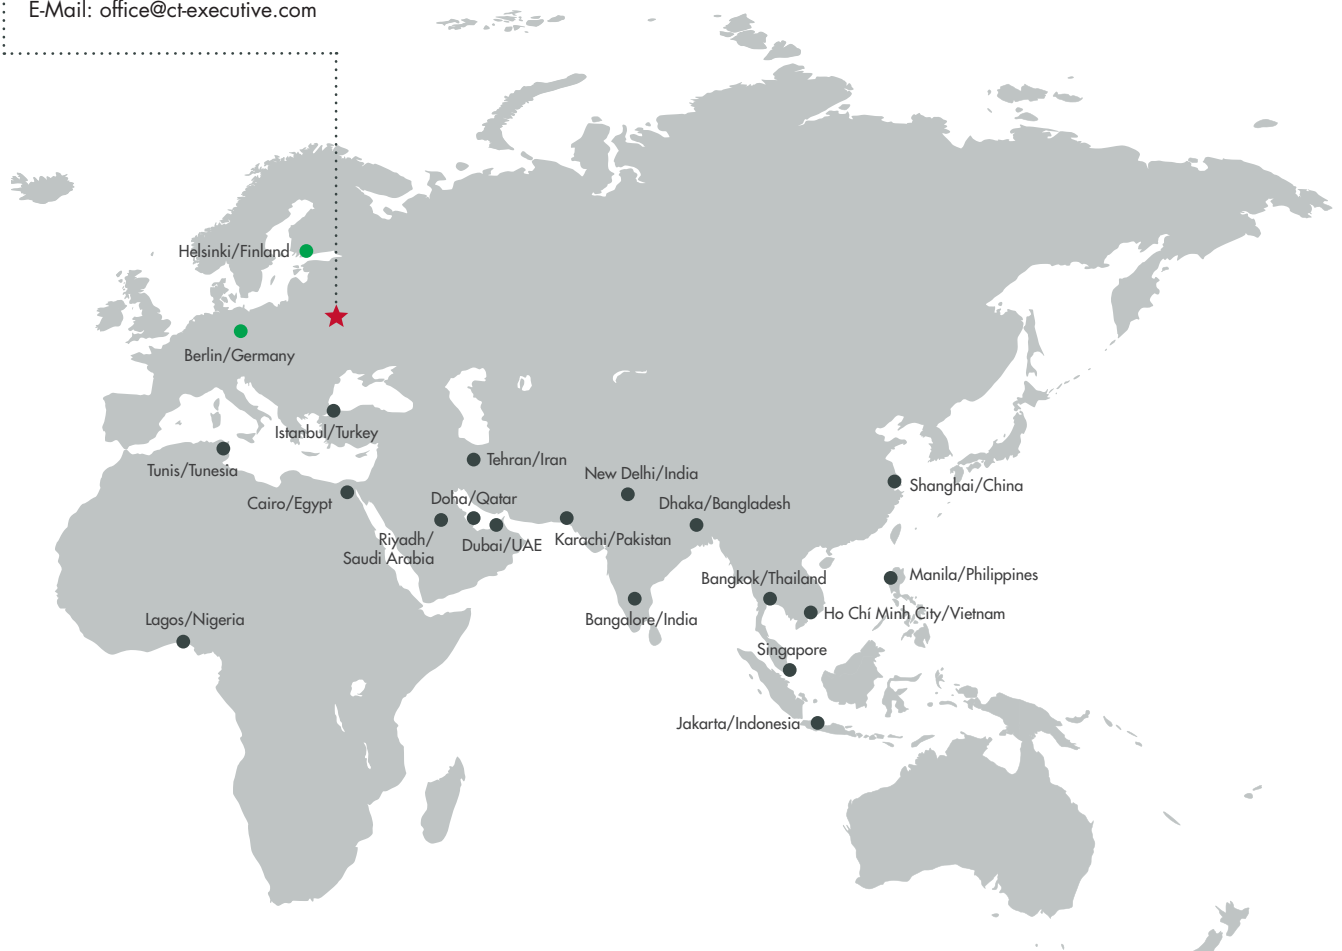 E-Mail: office@ct-executive.com
Helsinki/Finland
Berlin/Germany
Istanbul/Turkey
Tunis/Tunesia
Tehran/Iran
New Delhi/India
Shanghai/China
Cairo/Egypt
Doha/Qatar
Dhaka/Bangladesh
Riyadh/
Saudi Arabia
Dubai/UAE
Karachi/Pakistan
Bangkok/Thailand
Manila/Philippines
Lagos/Nigeria
Bangalore/India
Ho Chí Minh City/Vietnam
Singapore
Jakarta/Indonesia